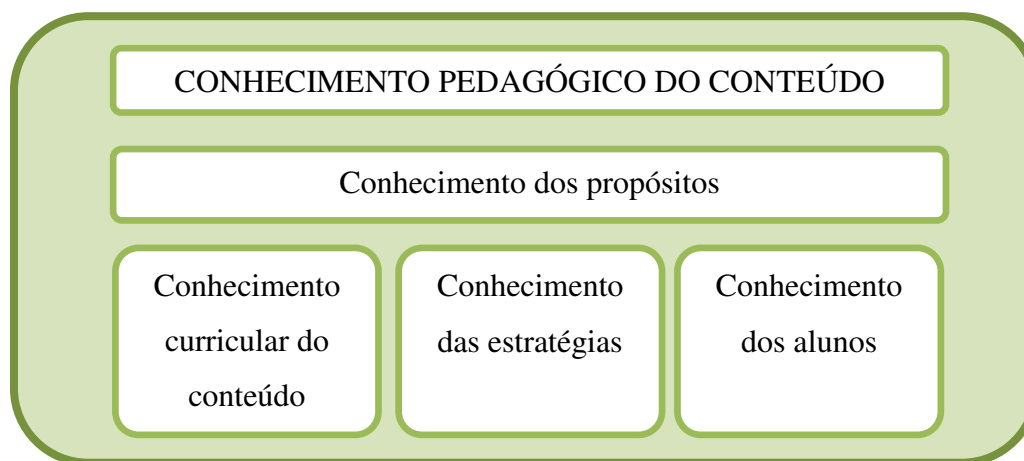 CONHECIMENTO PEDAGÓGICO DO CONTEÚDO
Conhecimento dos propósitos
Conhecimento
curricular do
conteúdo
Conhecimento
das estratégias
Conhecimento
dos alunos